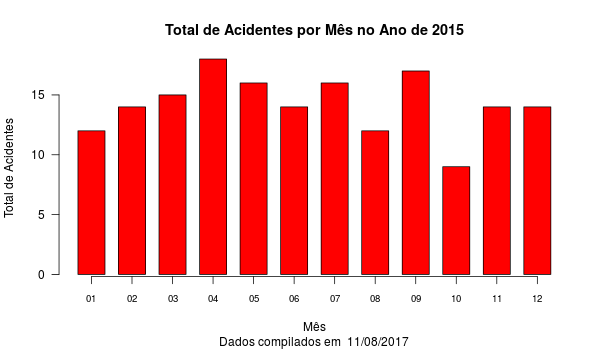 Total de Acidentes por Mês no Ano de 2015
Total de Acidentes
15
10
5
0
01 02 03 04 05 06 07 08 09 10 11 12
Mês
Dados compilados em 11/08/2017